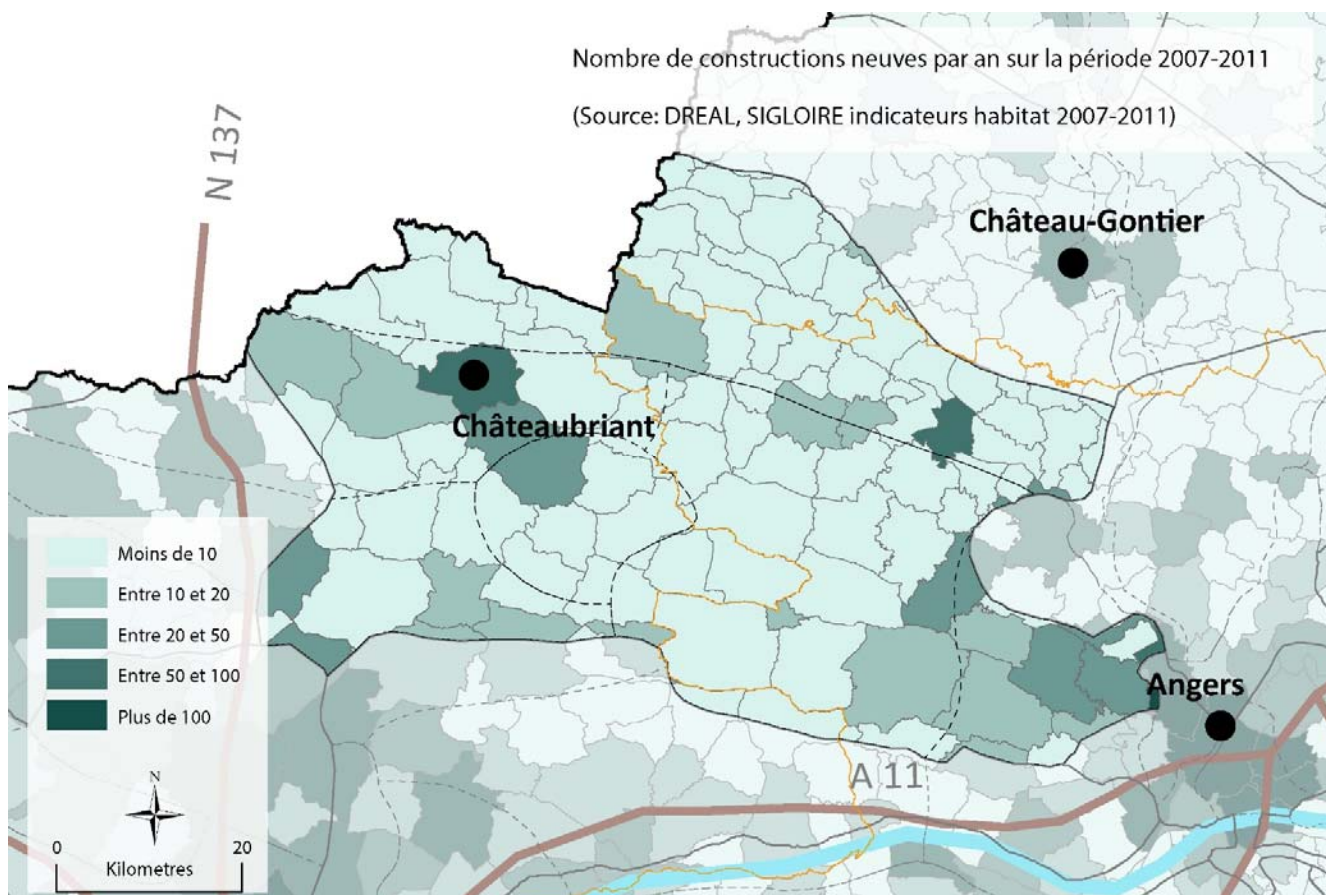 Nombre de constructions neuves par an sur la période 2007-2011
(Source: DREAL, SIGLOIRE indicateurs habitat 2007-2011)
N 137
Château-Gontier
Châteaubriant
Angers
A 11
Moins de 10
Entre 10 et 20
Entre 20 et 50
Entre 50 et 100
Plus de 100
N
0 20
Kilometres